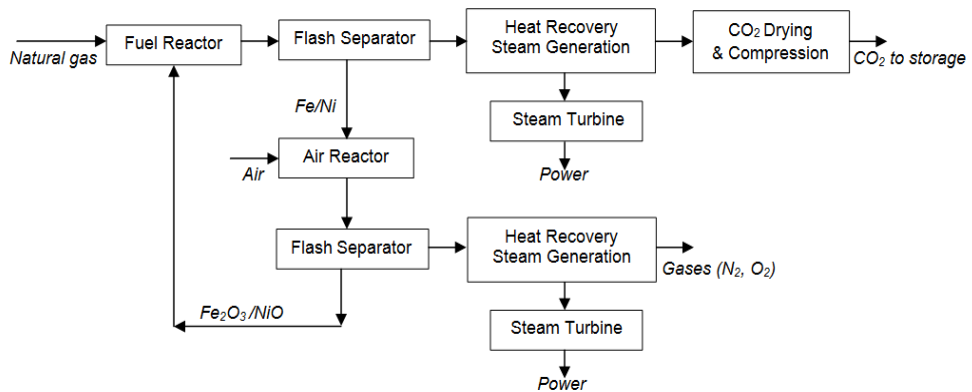 Fuel Reactor
Flash Separator
Heat Recovery
Steam Generation
CO₂ Drying
& Compression
Natural gas
CO₂ to storage
Fe/Ni
Steam Turbine
Air Reactor
Air
Power
Flash Separator
Heat Recovery
Steam Generation
Gases (N₂, O₂)
Fe₂O₃/NiO
Steam Turbine
Power